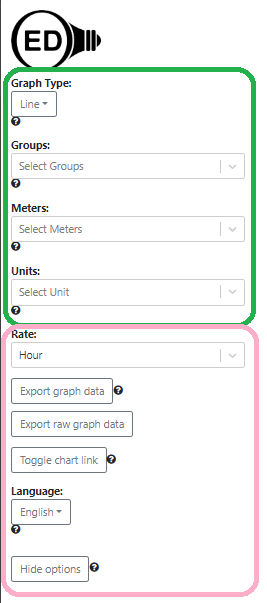 ED
Graph Type:
Line
?
Groups:
Select Groups
?
Meters:
Select Meters
?
Units:
Select Unit
?
Rate:
Hour
Export graph data ?
Export raw graph data
Toggle chart link ?
Language:
English
?
Hide options ?